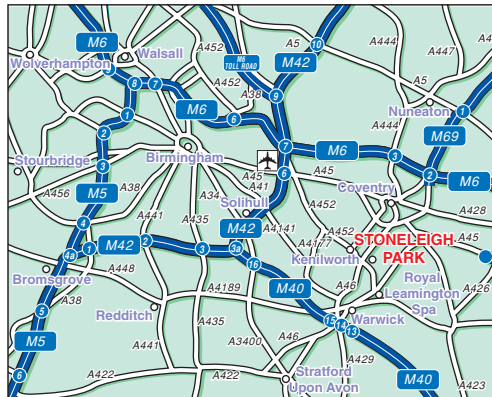 M6
Walsall
A452
A5
10
A444
A447
Wolverhampton
9
M6
TOLL ROAD
M42
A5
8
7
A452
A38
9
Nuneaton
1
M6
1
6
M69
2
A444
7
M6
3
Stourbridge
3
Birmingham
6
2
M6
A45
A41
A45
Coventry
A456
M5
A38
A34
Solihull
A452
A428
4
A441
A435
M42
A4141
A452
STONELEIGH
PARK
4a
1
M42
2
3
3a
A4177
Kenilworth
A445
16
Bromsgrove
A448
M40
Royal
Leamington
Spa
A426
A38
A4189
A46
5
Redditch
15
14
13
Warwick
A435
A46
M5
A441
A3400
A429
A45
A422
A422
Stratford
Upon Avon
M40
A423
6